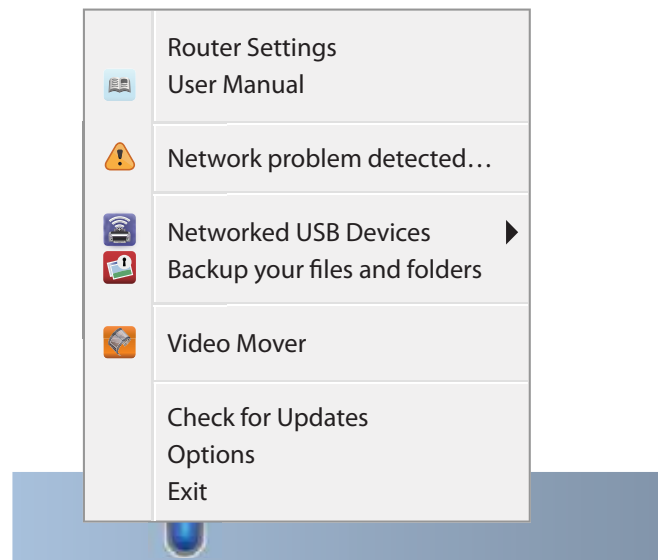 Router Settings
User Manual
Network problem detected…
Networked USB Devices
Backup your files and folders
Video Mover
Check for Updates
Options
Exit